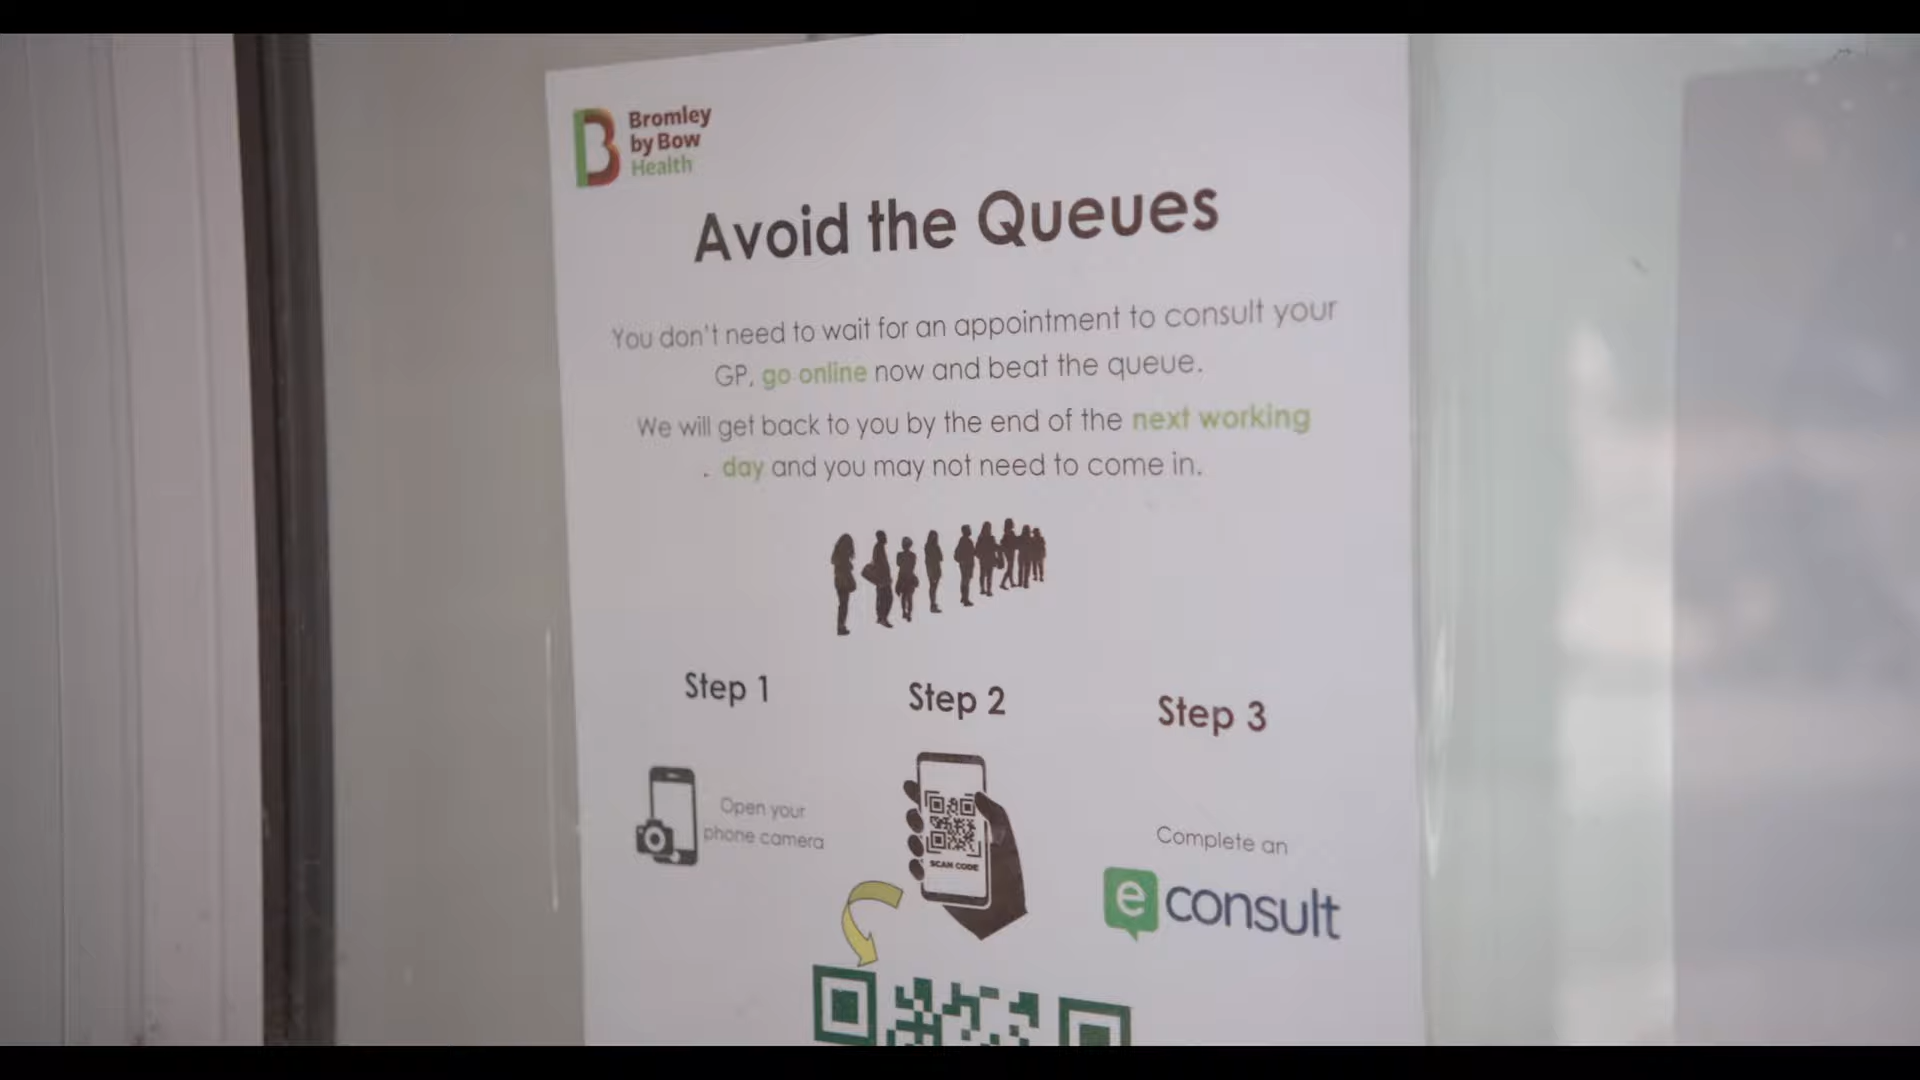 Bromley
by Bow
Health
Avoid the Queues
You don't need to wait for an appointment to consult your
GP, go online now and beat the queue.
We will get back to you by the end of the next working
. day and you may not need to come in.
Step 1
Step 2
Step 3
Open your
phone camera
SCAN CODE
Complete an
e consult